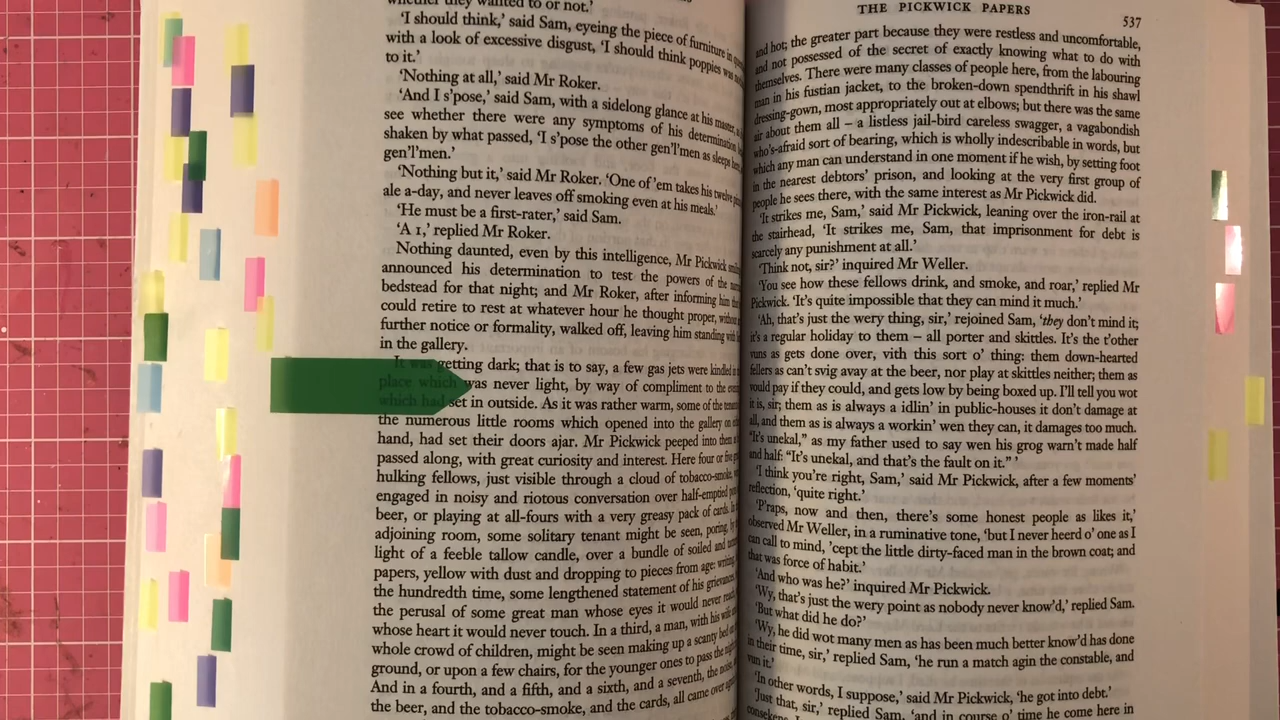 whether they wanted to or not.’
‘I should think,’ said Sam, eyeing the piece of furniture in
with a look of excessive disgust, ‘I should think poppies was
to it.’
‘Nothing at all,’ said Mr Roker.
‘And I s’pose,’ said Sam, with a sidelong glance at his master,
see whether there were any symptoms of his determination
shaken by what passed, ‘I s’pose the other gen’l’men as sleeps
gen’l’men.’
‘Nothing but it,’ said Mr Roker. ‘One of ’em takes his twelve
ale a-day, and never leaves off smoking even at his meals.’
‘He must be a first-rater,’ said Sam.
‘A 1,’ replied Mr Roker.
Nothing daunted, even by this intelligence, Mr Pickwick
announced his determination to test the powers of the
bedstead for that night; and Mr Roker, after informing him
could retire to rest at whatever hour he thought proper, without
further notice or formality, walked off, leaving him standing
in the gallery.
It was getting dark; that is to say, a few gas jets were kindled
place which was never light, by way of compliment to the
which had set in outside. As it was rather warm, some of the
the numerous little rooms which opened into the gallery on
hand, had set their doors ajar. Mr Pickwick peeped into them
passed along, with great curiosity and interest. Here four or five
hulking fellows, just visible through a cloud of tobacco-smoke,
engaged in noisy and riotous conversation over half-emptied
beer, or playing at all-fours with a very greasy pack of cards.
adjoining room, some solitary tenant might be seen, poring,
light of a feeble tallow candle, over a bundle of soiled and
papers, yellow with dust and dropping to pieces from age: writing,
the hundredth time, some lengthened statement of his
the perusal of some great man whose eyes it would never
whose heart it would never touch. In a third, a man, with his wife
whole crowd of children, might be seen making up a scanty bed
ground, or upon a few chairs, for the younger ones to pass the
And in a fourth, and a fifth, and a sixth, and a seventh, the noise,
the beer, and the tobacco-smoke, and the cards, all came over
THE PICKWICK PAPERS
537
and hot; the greater part because they were restless and uncomfortable,
and not possessed of the secret of exactly knowing what to do with
themselves. There were many classes of people here, from the labouring
man in his fustian jacket, to the broken-down spendthrift in his shawl
dressing-gown, most appropriately out at elbows; but there was the same
air about them all – a listless jail-bird careless swagger, a vagabondish
who’s-afraid sort of bearing, which is wholly indescribable in words, but
which any man can understand in one moment if he wish, by setting foot
in the nearest debtors’ prison, and looking at the very first group of
people he sees there, with the same interest as Mr Pickwick did.
‘It strikes me, Sam,’ said Mr Pickwick, leaning over the iron-rail at
the stairhead, ‘It strikes me, Sam, that imprisonment for debt is
scarcely any punishment at all.’
‘Think not, sir?’ inquired Mr Weller.
‘You see how these fellows drink, and smoke, and roar,’ replied Mr
Pickwick. ‘It’s quite impossible that they can mind it much.’
‘Ah, that’s just the wery thing, sir,’ rejoined Sam, ‘they don’t mind it;
it’s a regular holiday to them – all porter and skittles. It’s the t’other
vuns as gets done over, vith this sort o’ thing: them down-hearted
fellers as can’t svig avay at the beer, nor play at skittles neither; them as
vould pay if they could, and gets low by being boxed up. I’ll tell you wot
it is, sir; them as is always a idlin’ in public-houses it don’t damage at
all, and them as is always a workin’ wen they can, it damages too much.
“It’s unekal,” as my father used to say wen his grog warn’t made half
and half: “It’s unekal, and that’s the fault on it.” ’
‘I think you’re right, Sam,’ said Mr Pickwick, after a few moments’
reflection, ‘quite right.’
‘P’raps, now and then, there’s some honest people as likes it,’
observed Mr Weller, in a ruminative tone, ‘but I never heerd o’ one as I
can call to mind, ’cept the little dirty-faced man in the brown coat; and
that was force of habit.’
‘And who was he?’ inquired Mr Pickwick.
‘Wy, that’s just the wery point as nobody never know’d,’ replied Sam.
‘But what did he do?’
‘Wy, he did wot many men as has been much better know’d has done
in their time, sir,’ replied Sam, ‘he run a match agin the constable, and
vun it.’
‘In other words, I suppose,’ said Mr Pickwick, ‘he got into debt.’
‘Just that, sir,’ replied Sam, ‘and in course o’ time he come here in